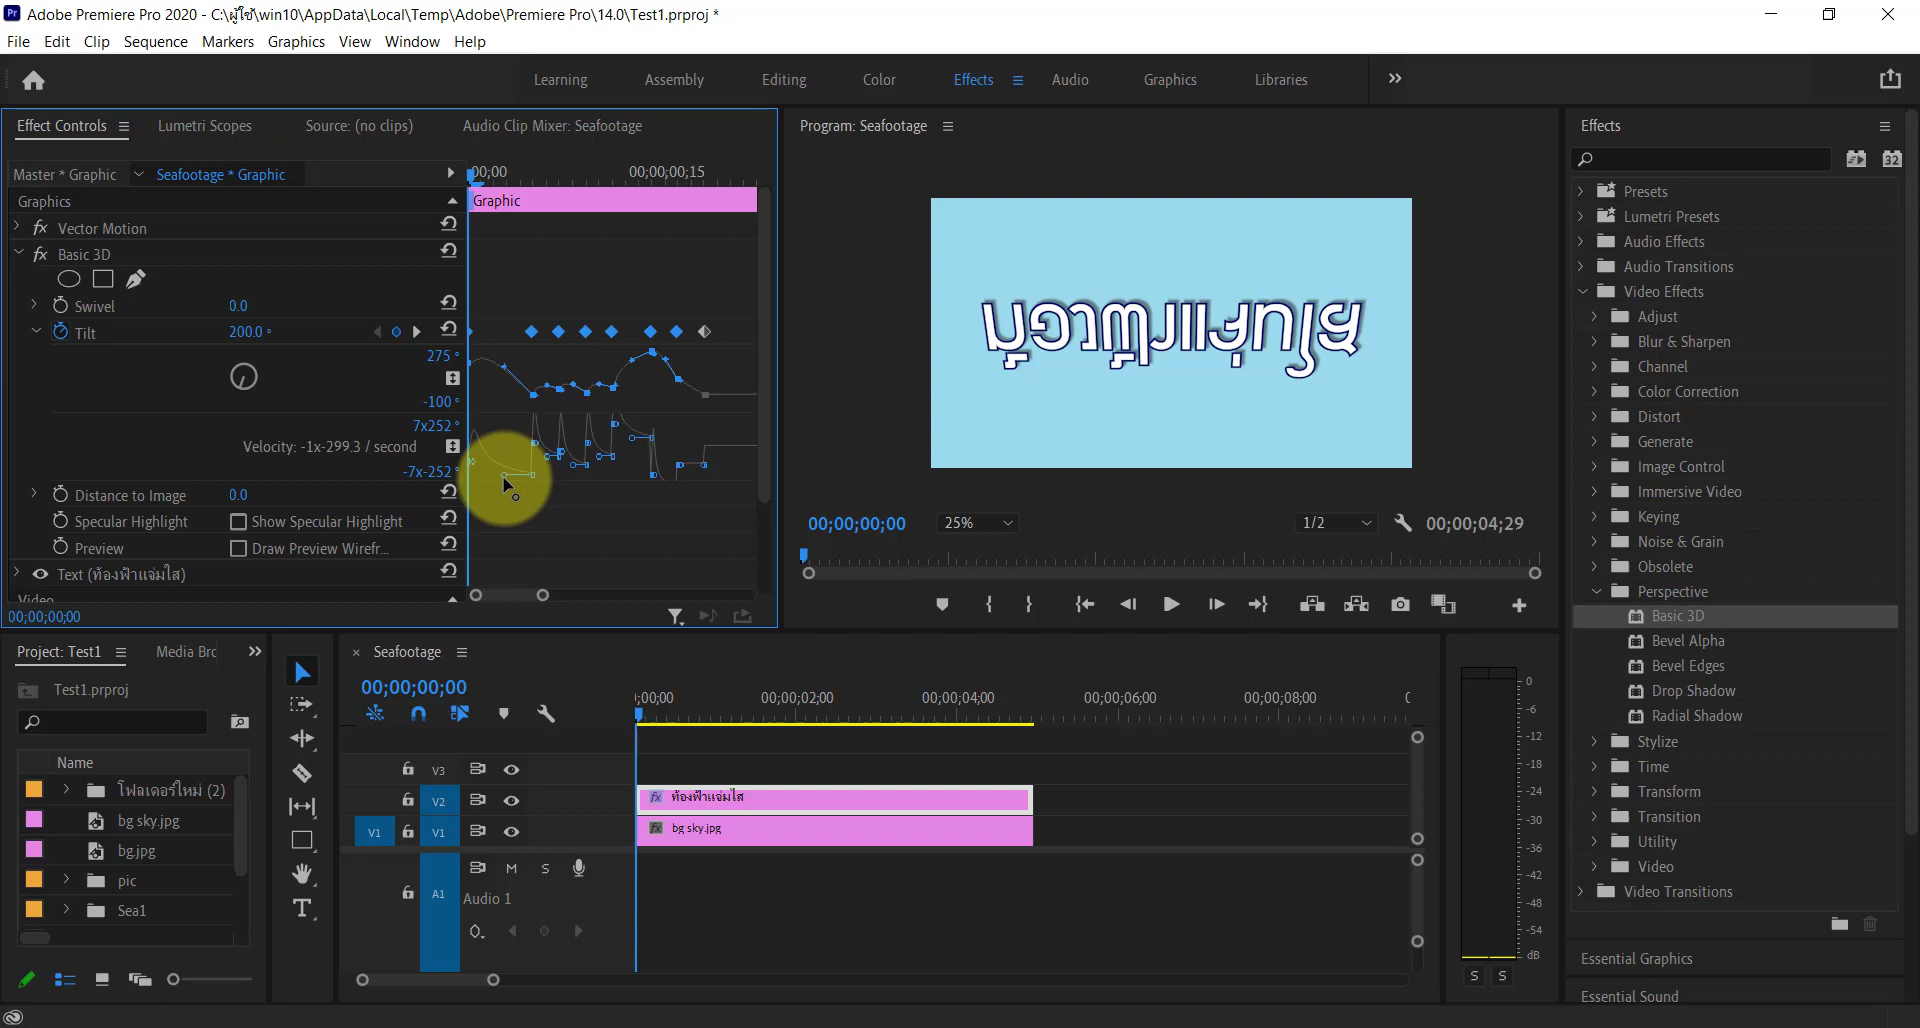 Adobe Premiere Pro 2020 - C:\ผู้ใช้\win10\AppData\Local\Temp\Adobe\Premiere Pro\14.0\Test1.prproj *
File Edit Clip Sequence Markers Graphics View Window Help
Learning Assembly Editing Color Effects Audio Graphics Libraries
Effect Controls Lumetri Scopes Source: (no clips) Audio Clip Mixer: Seafootage
Master * Graphic Seafootage * Graphic
00;00 00;00;00;15
Graphics
Graphic
Vector Motion
Basic 3D
Swivel 0.0
Tilt 200.0 °
275 °
-100 °
7x252 °
Velocity: -1x-299.3 / second
-7x-252 °
Distance to Image 0.0
Specular Highlight Show Specular Highlight
Preview Draw Preview Wirefr...
Text (ท้องฟ้าแจ่มใส)
Video
00;00;00;00
Program: Seafootage
ท้องฟ้าแจ่มใส
00;00;00;00 25% 1/2 00;00;04;29
Effects
Presets
Lumetri Presets
Audio Effects
Audio Transitions
Video Effects
Adjust
Blur & Sharpen
Channel
Color Correction
Distort
Generate
Image Control
Immersive Video
Keying
Noise & Grain
Obsolete
Perspective
Basic 3D
Bevel Alpha
Bevel Edges
Drop Shadow
Radial Shadow
Stylize
Time
Transform
Transition
Utility
Video
Video Transitions
Essential Graphics
Essential Sound
Project: Test1 Media Brc
Test1.prproj
Name
โฟลเดอร์ใหม่ (2)
bg sky.jpg
bg.jpg
pic
Sea1
Seafootage
00;00;00;00
;00;00 00;00;02;00 00;00;04;00 00;00;06;00 00;00;08;00
V3
V2
ท้องฟ้าแจ่มใส
V1 V1
bg sky.jpg
A1
M S
Audio 1
0
-6
-12
-18
-24
-30
-36
-42
-48
-54
dB
S S